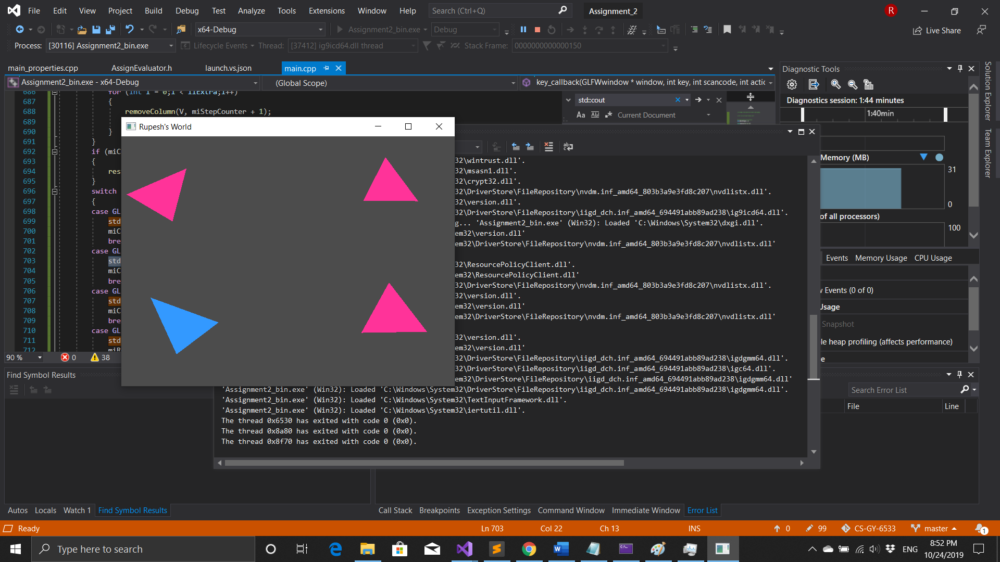 File Edit View Project Build Debug Test Analyze Tools Extensions Window Help Search (Ctrl+Q) Assignment_2 R
x64-Debug Assignment2_bin.exe Debug Live Share
Process: [30116] Assignment2_bin.exe Lifecycle Events Thread: [37412] ig9icd64.dll thread Stack Frame: 0000000000000150
main_properties.cpp AssignEvaluator.h launch.vs.json main.cpp
Assignment2_bin.exe - x64-Debug (Global Scope) key_callback(GLFWwindow * window, int key, int scancode, int actic
686 for (int i = 0;i < iiExtra;i++)
687 {
688 removeColumn(V, miStepCounter + 1);
689
690 }
691 }
692 if (miC
693 {
694 res
695 }
696 switch
697 {
698 case GL
699 std
700 miC
701 bre
702 case GL
703 std
704 miC
705 bre
706 case GL
707 std
708 miC
709 bre
710 case GL
711 std
712 miR
std::cout
Aa Ab Current Document
Rupesh's World
32\wintrust.dll'.
32\msasn1.dll'.
32\crypt32.dll'.
32\DriverStore\FileRepository\nvdm.inf_amd64_803b3a9e3fd8c207\nvdlistx.dll'.
32\version.dll'.
32\DriverStore\FileRepository\iigd_dch.inf_amd64_694491abb89ad238\ig9icd64.dll'.
g... 'Assignment2_bin.exe' (Win32): Loaded 'C:\Windows\System32\dxgi.dll'.
em32\version.dll'
em32\DriverStore\FileRepository\nvdm.inf_amd64_803b3a9e3fd8c207\nvdlistx.dll'
32\ResourcePolicyClient.dll'.
em32\ResourcePolicyClient.dll'
32\DriverStore\FileRepository\nvdm.inf_amd64_803b3a9e3fd8c207\nvdlistx.dll'.
32\version.dll'.
em32\version.dll'
em32\DriverStore\FileRepository\nvdm.inf_amd64_803b3a9e3fd8c207\nvdlistx.dll'
32\version.dll'.
em32\version.dll'
32\DriverStore\FileRepository\iigd_dch.inf_amd64_694491abb89ad238\igdgmm64.dll'.
32\DriverStore\FileRepository\iigd_dch.inf_amd64_694491abb89ad238\igc64.dll'.
em32\DriverStore\FileRepository\iigd_dch.inf_amd64_694491abb89ad238\igdgmm64.dll'
'Assignment2_bin.exe' (Win32): Loaded 'C:\Windows\System32\DriverStore\FileRepository\iigd_dch.inf_amd64_694491abb89ad238\igdgmm64.dll'.
'Assignment2_bin.exe' (Win32): Loaded 'C:\Windows\System32\TextInputFramework.dll'.
'Assignment2_bin.exe' (Win32): Loaded 'C:\Windows\System32\iertutil.dll'.
The thread 0x6530 has exited with code 0 (0x0).
The thread 0x8a80 has exited with code 0 (0x0).
The thread 0x8f70 has exited with code 0 (0x0).
Diagnostic Tools
Diagnostics session: 1:44 minutes
1:40min
Memory (MB)
31
0
of all processors)
100
Events Memory Usage CPU Usage
w Events (0 of 0)
Usage
Snapshot
le heap profiling (affects performance)
e
Solution Explorer
Team Explorer
90 % 0 38
Find Symbol Results
Search Error List
File Line
Autos Locals Watch 1 Find Symbol Results
Call Stack Breakpoints Exception Settings Command Window Immediate Window Error List
Ready Ln 703 Col 22 Ch 13 INS 0 99 CS-GY-6533 master 1
Type here to search ENG 8:52 PM
10/24/2019